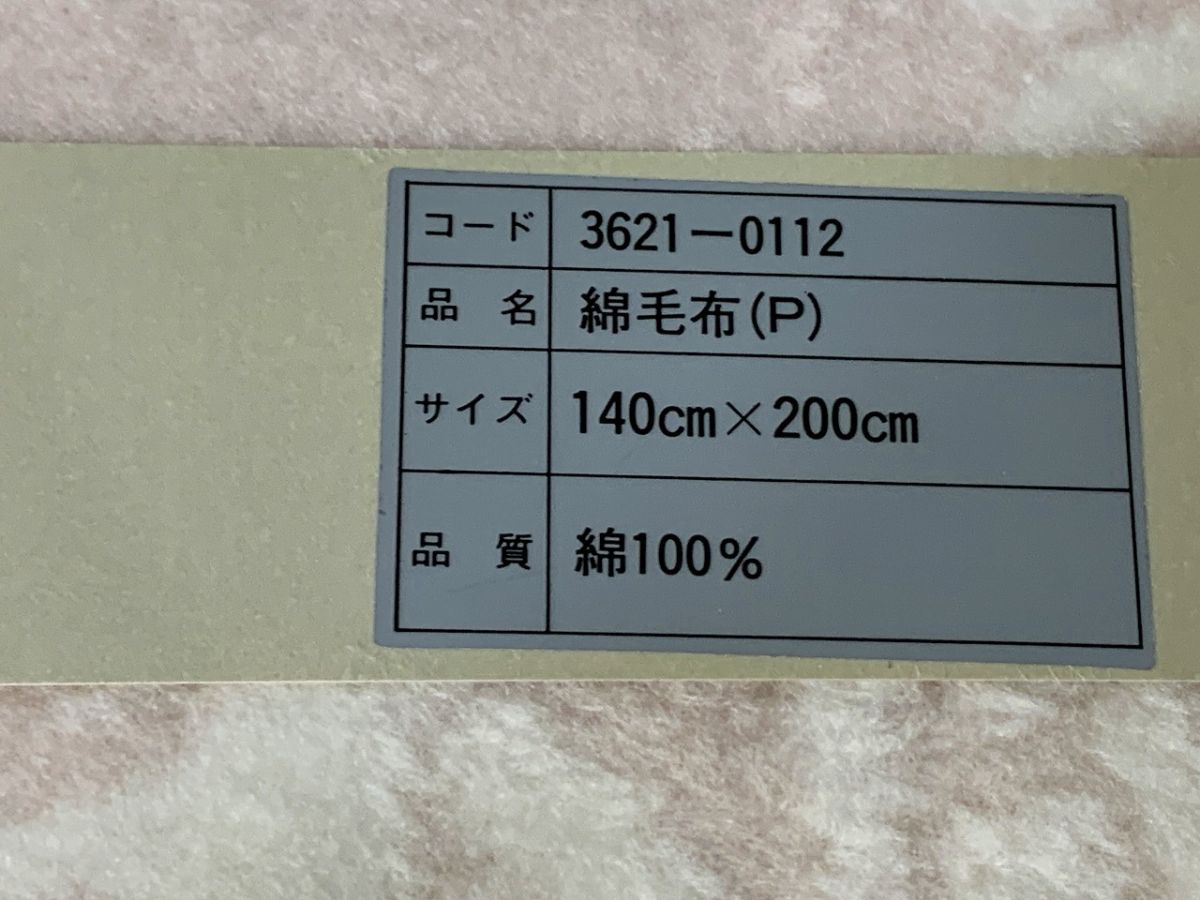 コード 3621-0112
品名 綿毛布(P)
サイズ 140cm×200cm
品質 綿100%